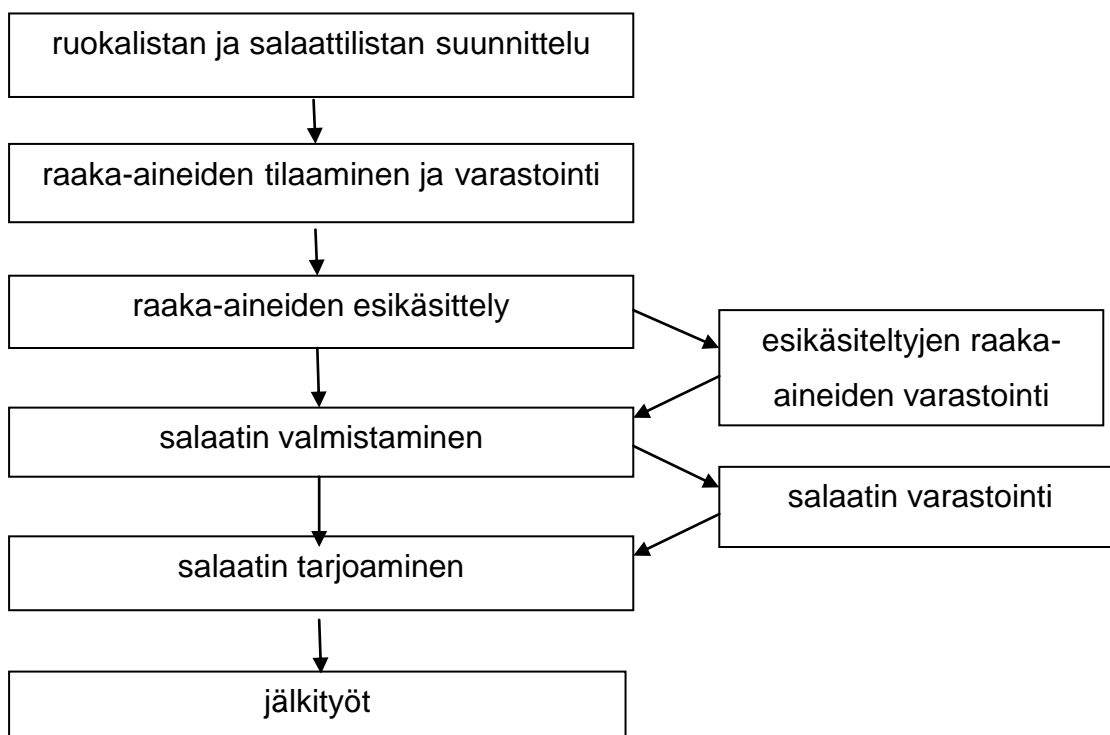 ruokalistan ja salaattilistan suunnittelu
raaka-aineiden tilaaminen ja varastointi
raaka-aineiden esikäsittely
esikäsiteltyjen raaka-
aineiden varastointi
salaatin valmistaminen
salaatin varastointi
salaatin tarjoaminen
jälkityöt